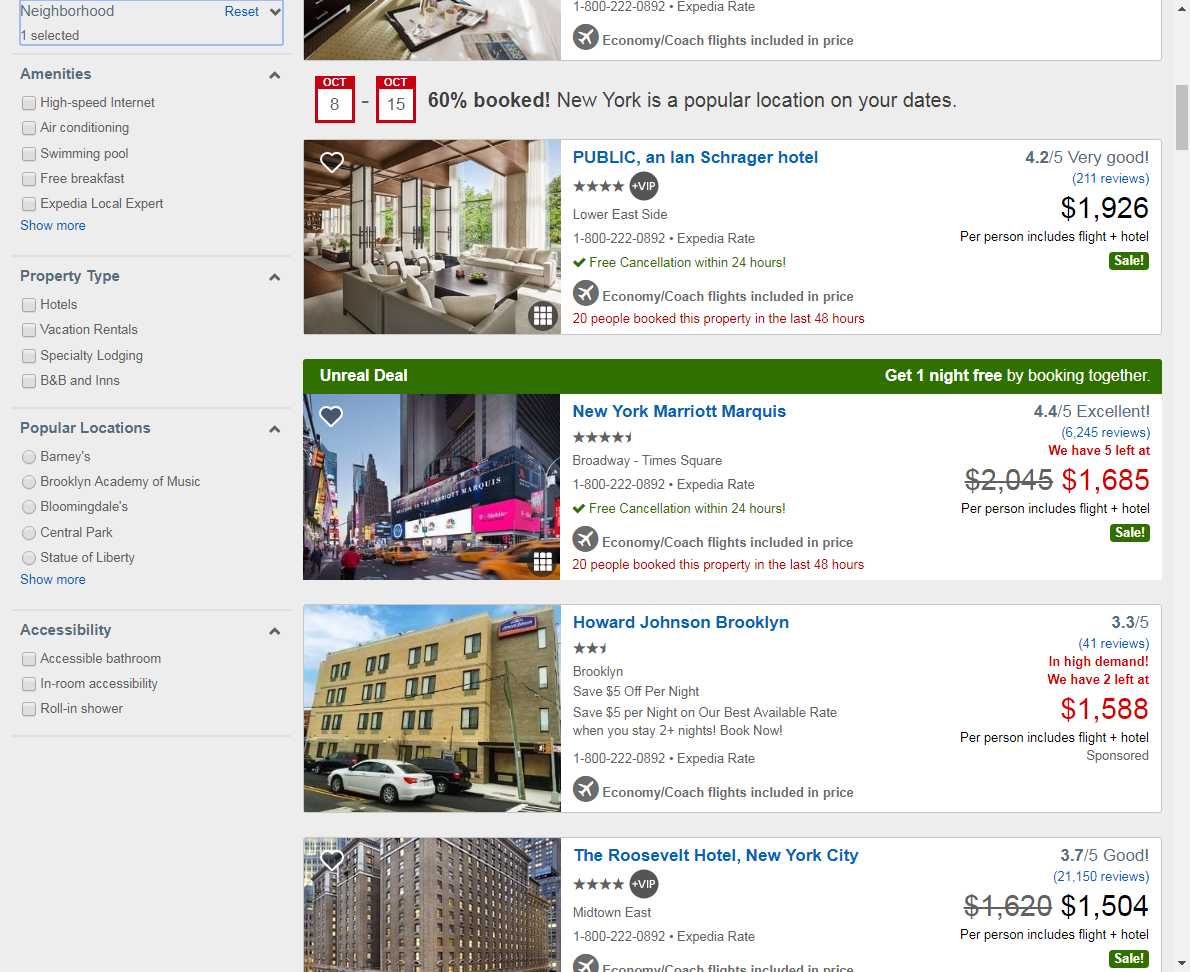 Neighborhood Reset
1 selected
Amenities
High-speed Internet
Air conditioning
Swimming pool
Free breakfast
Expedia Local Expert
Show more
Property Type
Hotels
Vacation Rentals
Specialty Lodging
B&B and Inns
Popular Locations
Barney's
Brooklyn Academy of Music
Bloomingdale's
Central Park
Statue of Liberty
Show more
Accessibility
Accessible bathroom
In-room accessibility
Roll-in shower
1-800-222-0892 • Expedia Rate
Economy/Coach flights included in price
OCT
8
-
OCT
15
60% booked! New York is a popular location on your dates.
PUBLIC, an Ian Schrager hotel
+VIP
Lower East Side
1-800-222-0892 • Expedia Rate
Free Cancellation within 24 hours!
Economy/Coach flights included in price
20 people booked this property in the last 48 hours
4.2/5 Very good!
(211 reviews)
$1,926
Per person includes flight + hotel
Sale!
Unreal Deal
Get 1 night free by booking together.
WELCOME TO THE MARRIOTT MARQUIS
T-Mobile
New York Marriott Marquis
Broadway - Times Square
1-800-222-0892 • Expedia Rate
Free Cancellation within 24 hours!
Economy/Coach flights included in price
20 people booked this property in the last 48 hours
4.4/5 Excellent!
(6,245 reviews)
We have 5 left at
$2,045 $1,685
Per person includes flight + hotel
Sale!
Howard Johnson Brooklyn
Brooklyn
Save $5 Off Per Night
Save $5 per Night on Our Best Available Rate
when you stay 2+ nights! Book Now!
1-800-222-0892 • Expedia Rate
Economy/Coach flights included in price
3.3/5
(41 reviews)
In high demand!
We have 2 left at
$1,588
Per person includes flight + hotel
Sponsored
The Roosevelt Hotel, New York City
+VIP
Midtown East
1-800-222-0892 • Expedia Rate
Economy/Coach flights included in price
3.7/5 Good!
(21,150 reviews)
$1,620 $1,504
Per person includes flight + hotel
Sale!